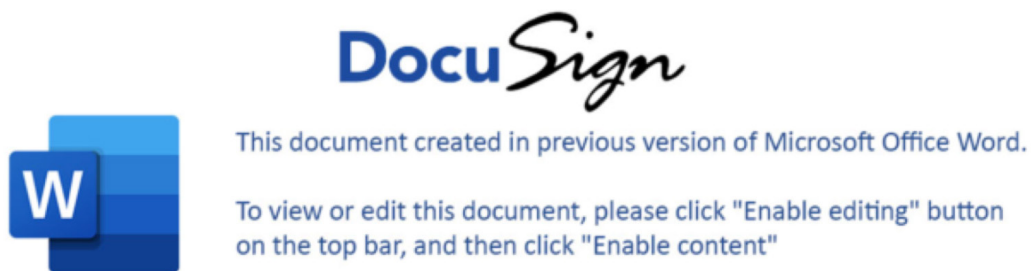 DocuSign
W
This document created in previous version of Microsoft Office Word.
To view or edit this document, please click "Enable editing" button
on the top bar, and then click "Enable content"